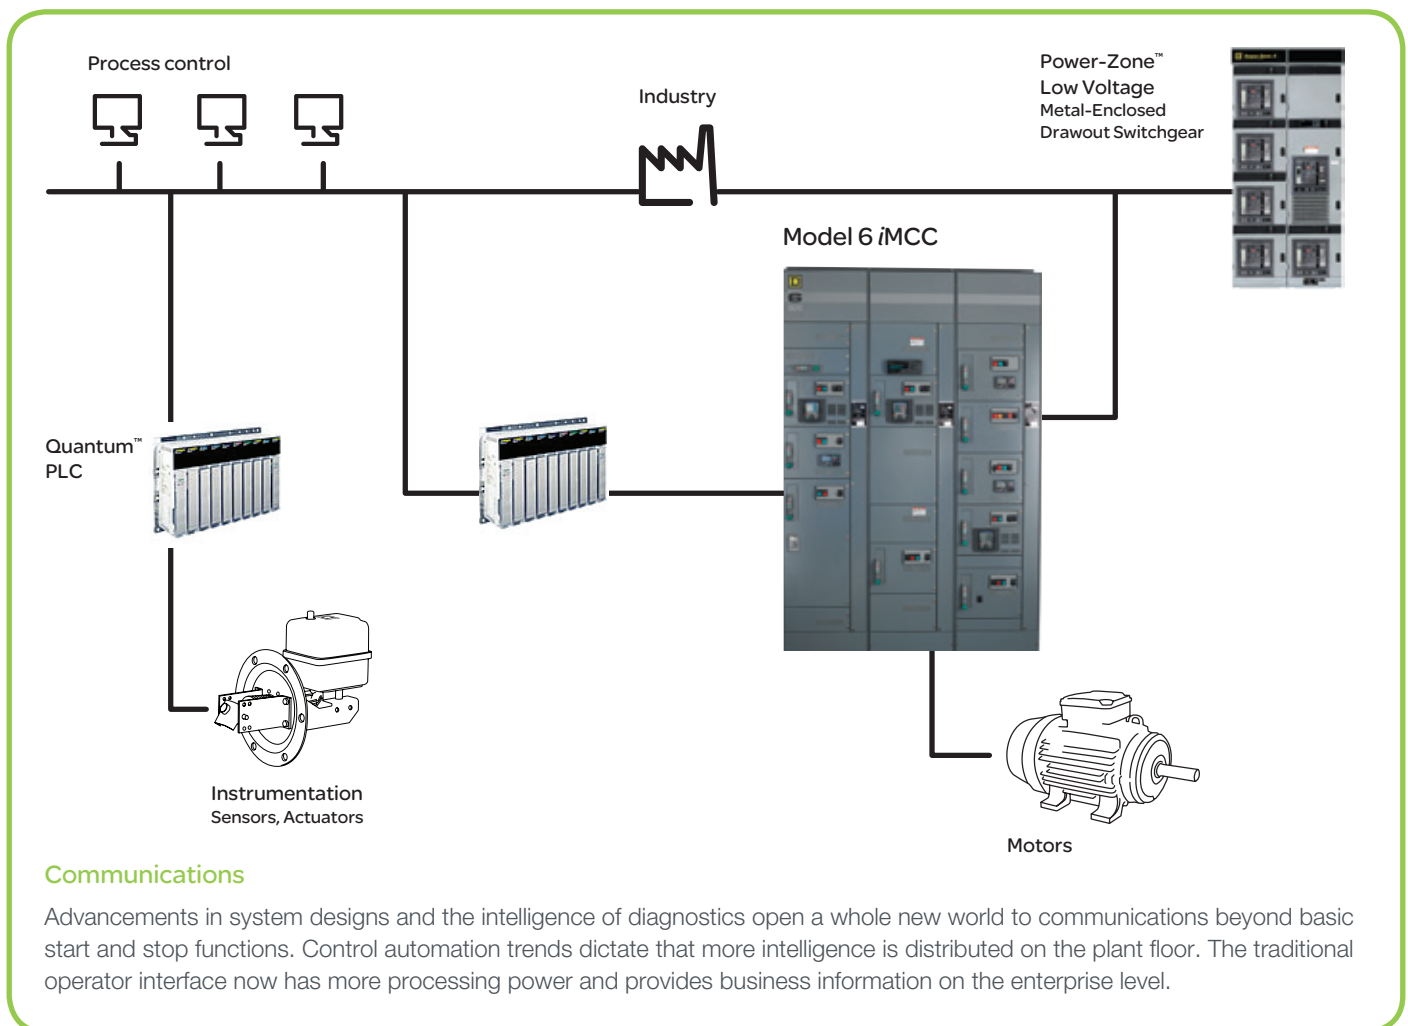 Process control
Industry
Power-Zone™
Low Voltage
Metal-Enclosed
Drawout Switchgear
Model 6 iMCC
Quantum™
PLC
Instrumentation
Sensors, Actuators
Motors
Communications
Advancements in system designs and the intelligence of diagnostics open a whole new world to communications beyond basic
start and stop functions. Control automation trends dictate that more intelligence is distributed on the plant floor. The traditional
operator interface now has more processing power and provides business information on the enterprise level.